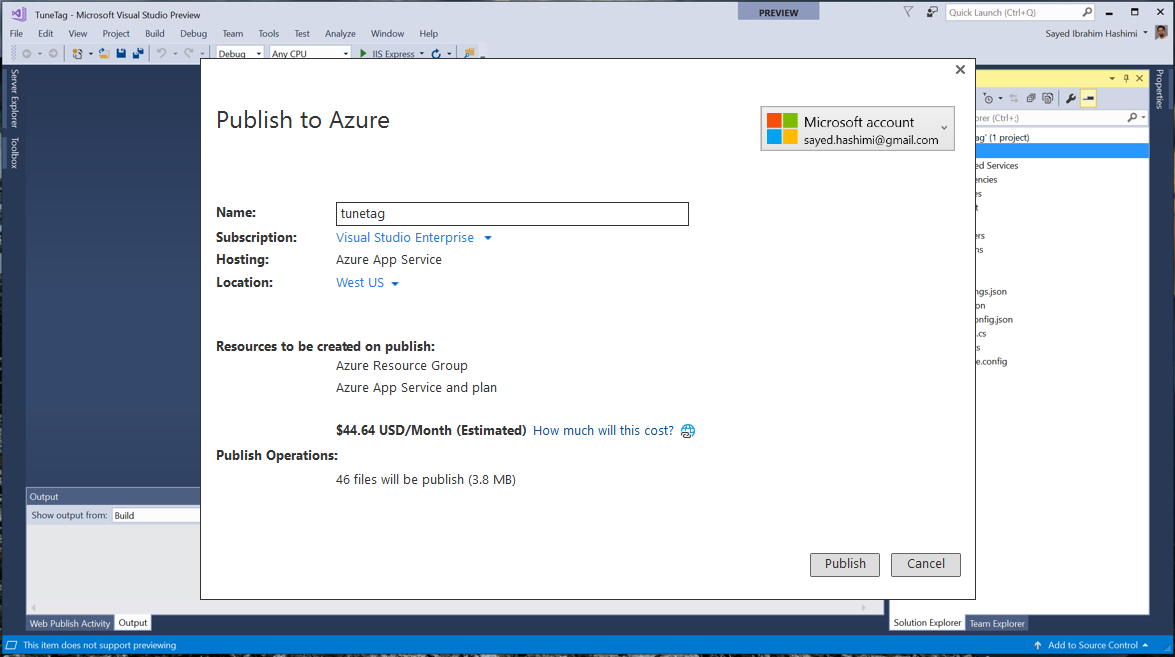 TuneTag - Microsoft Visual Studio Preview
PREVIEW
Quick Launch (Ctrl+Q)
File Edit View Project Build Debug Team Tools Test Analyze Window Help
Sayed Ibrahim Hashimi
Debug Any CPU IIS Express
Server Explorer
Toolbox
Properties
Publish to Azure
Microsoft account
sayed.hashimi@gmail.com
Name: tunetag
Subscription: Visual Studio Enterprise
Hosting: Azure App Service
Location: West US
Resources to be created on publish:
Azure Resource Group
Azure App Service and plan
$44.64 USD/Month (Estimated) How much will this cost?
Publish Operations:
46 files will be publish (3.8 MB)
Publish Cancel
orer (Ctrl+;)
ag' (1 project)
ed Services
encies
es
t
ers
ns
ngs.json
on
onfig.json
.cs
s
e.config
Output
Show output from: Build
Web Publish Activity Output
Solution Explorer Team Explorer
This item does not support previewing
Add to Source Control